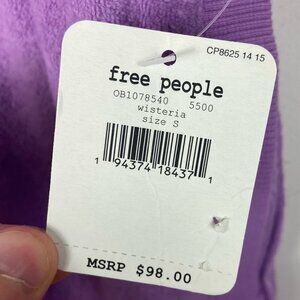 CP8625 14 15
free people
OB1078540 5500
wisteria
size S
1 94374 18437 1
MSRP $98.00